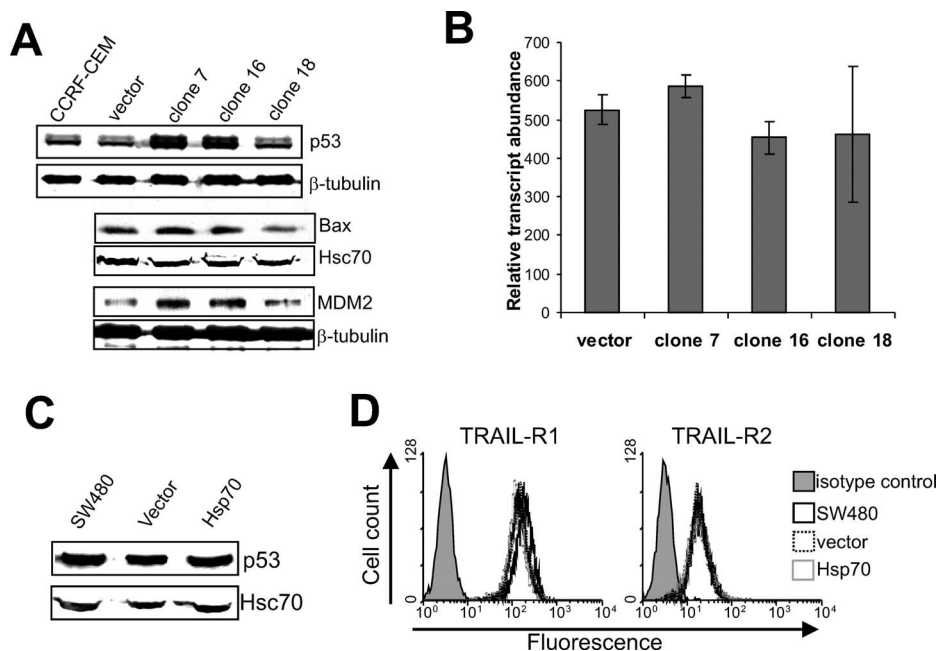 A
CCRF-CEM
vector
clone 7
clone 16
clone 18
p53
β-tubulin
Bax
Hsc70
MDM2
β-tubulin
B
Relative transcript abundance
700
600
500
400
300
200
100
0
vector
clone 7
clone 16
clone 18
C
SW480
Vector
Hsp70
p53
Hsc70
D
TRAIL-R1
TRAIL-R2
Cell count
128
0
10⁰ 10¹ 10² 10³ 10⁴
128
0
10⁰ 10¹ 10² 10³ 10⁴
Fluorescence
isotype control
SW480
vector
Hsp70